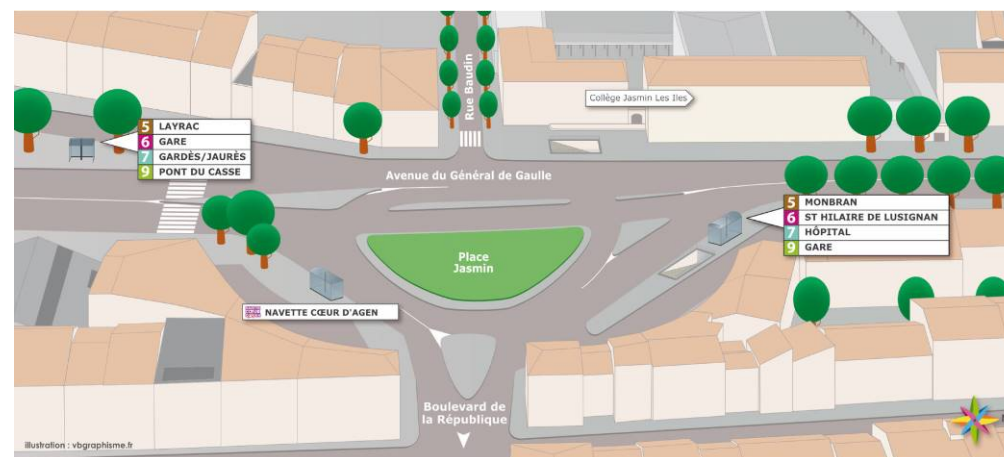 Rue Baudin
Collège Jasmin Les Iles
5 LAYRAC
6 GARE
7 GARDÈS/JAURÈS
9 PONT DU CASSE
Avenue du Général de Gaulle
5 MONBRAN
6 ST HILAIRE DE LUSIGNAN
7 HÔPITAL
9 GARE
Place
Jasmin
NAVETTE CŒUR D'AGEN
Boulevard de
la République
illustration : vbgraphisme.fr